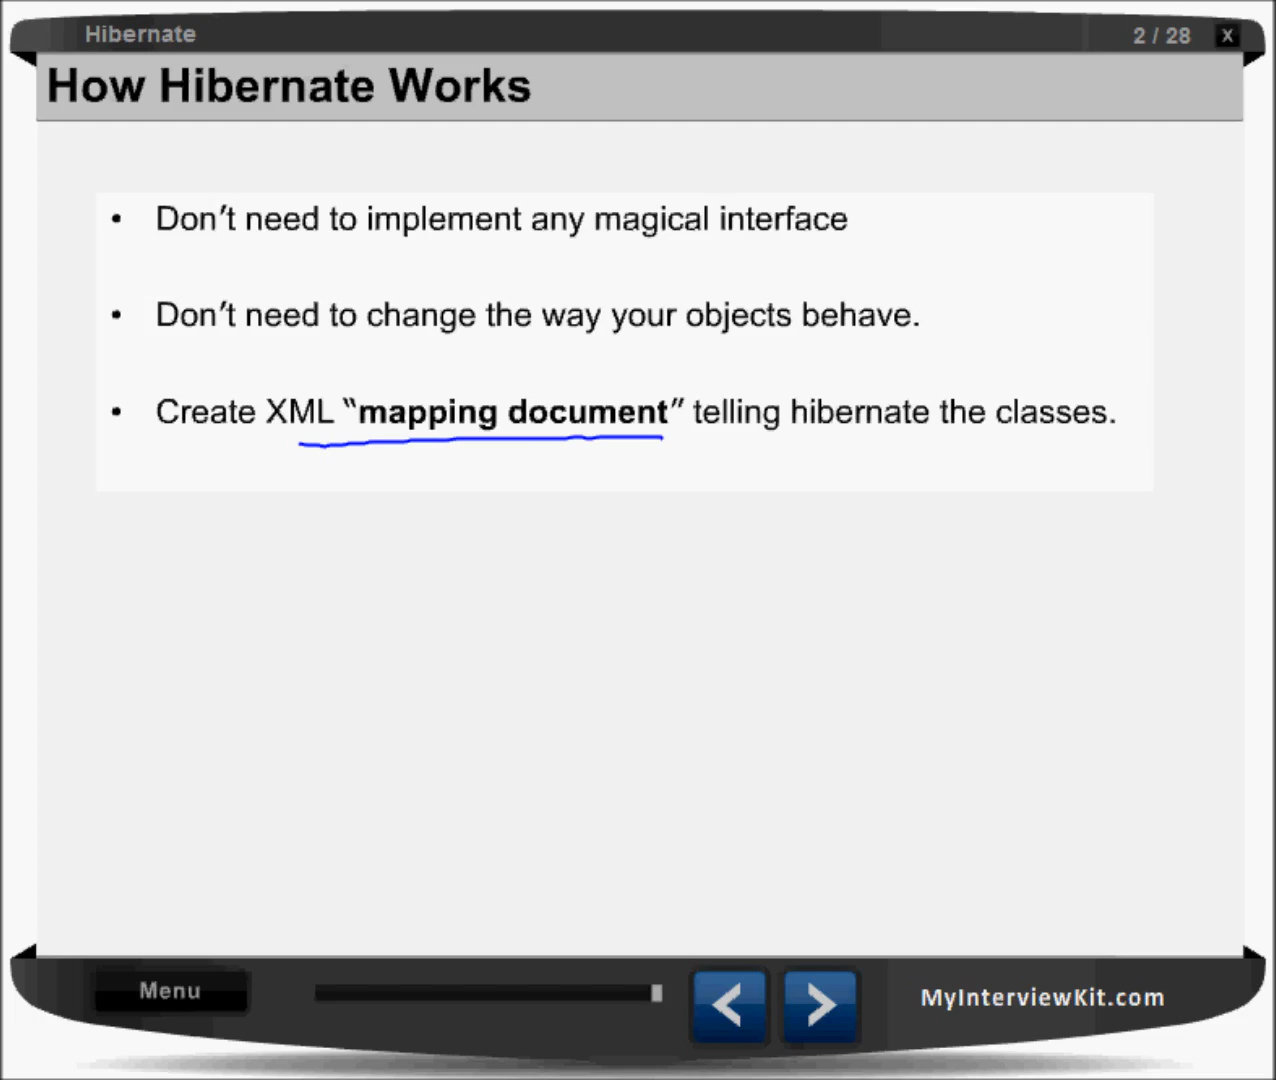 Hibernate
2 / 28
X
How Hibernate Works
• Don't need to implement any magical interface
• Don't need to change the way your objects behave.
• Create XML “mapping document” telling hibernate the classes.
Menu
MyInterviewKit.com